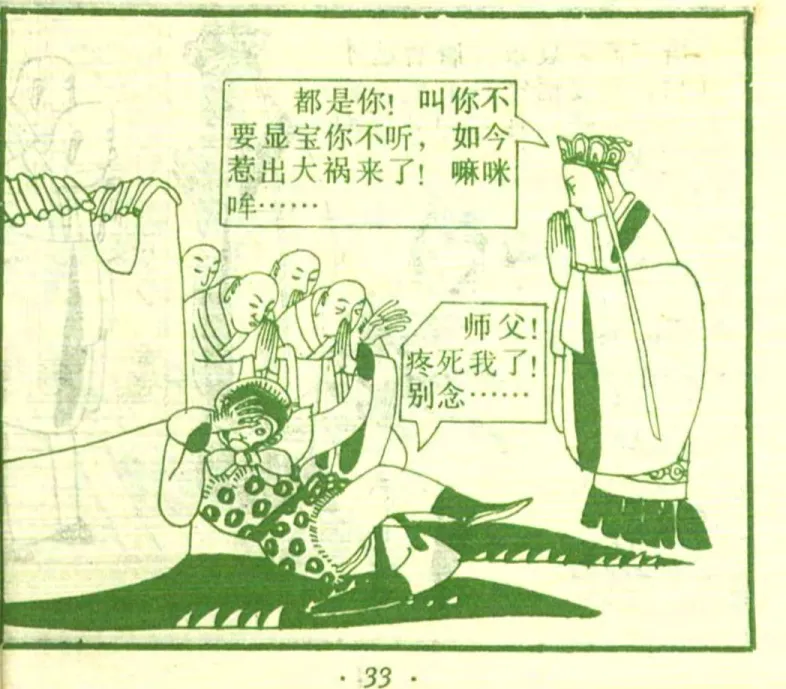 都是你！叫你不
要显宝你不听，如今
惹出大祸来了！嘛咪
哞……
师父！
疼死我了！
别念……
· 33 ·